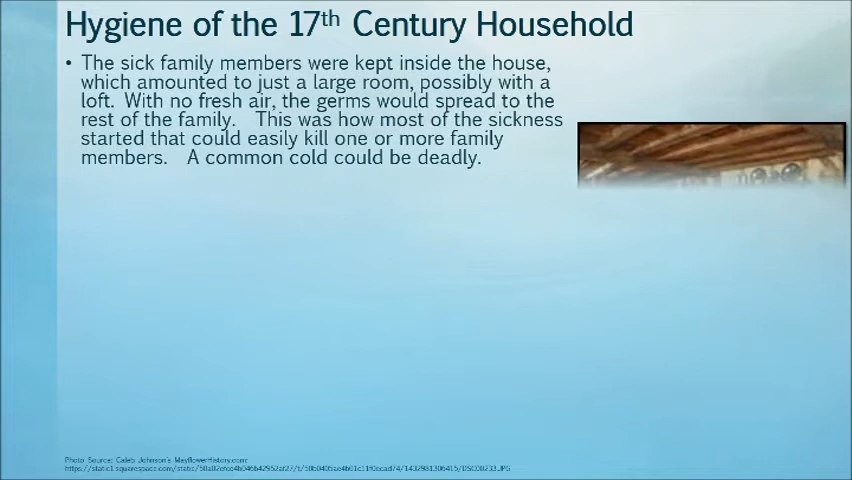 Hygiene of the 17th Century Household
• The sick family members were kept inside the house,
which amounted to just a large room, possibly with a
loft. With no fresh air, the germs would spread to the
rest of the family. This was how most of the sickness
started that could easily kill one or more family
members. A common cold could be deadly.
Photo Source: Caleb Johnson's MayflowerHistory.com: